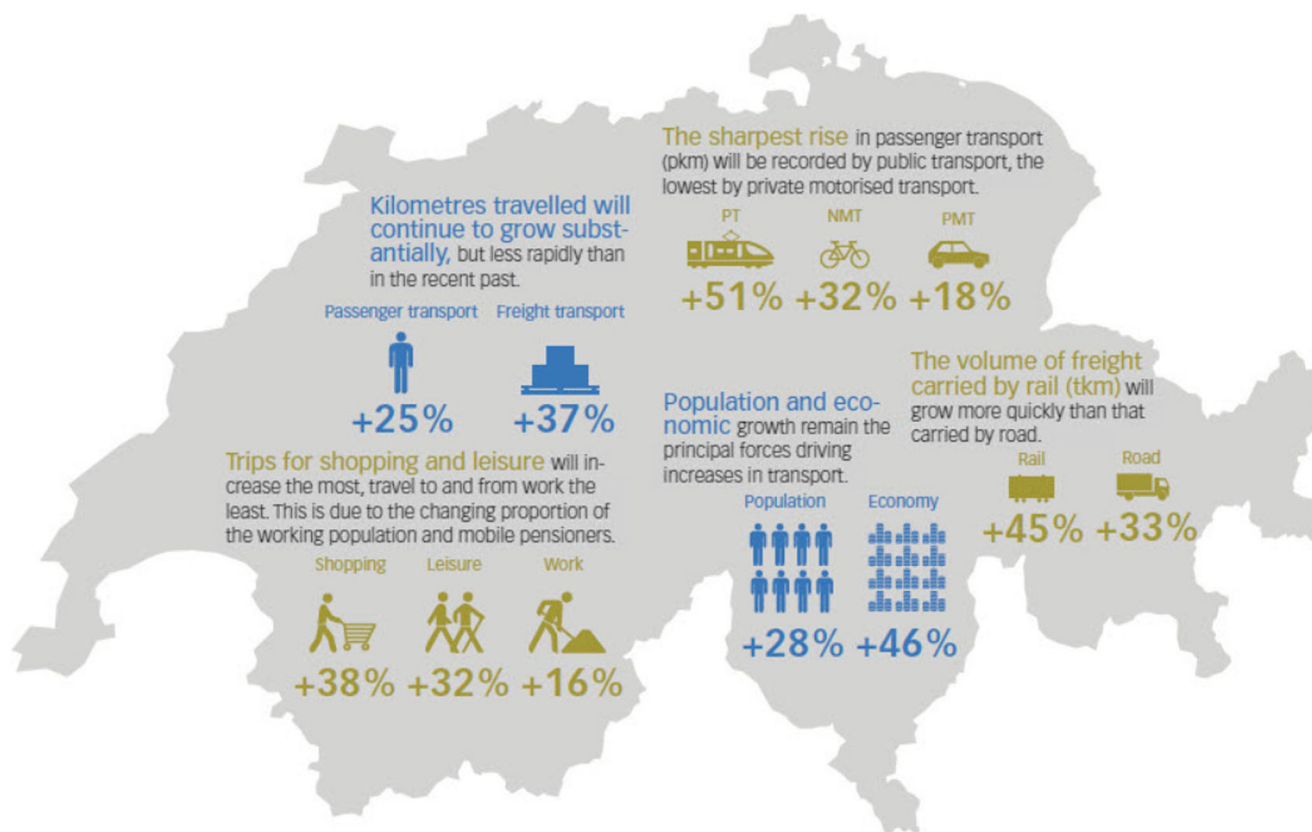 The sharpest rise in passenger transport
(pkm) will be recorded by public transport, the
lowest by private motorised transport.
PT NMT PMT
+51% +32% +18%
Kilometres travelled will
continue to grow subst-
antially, but less rapidly than
in the recent past.
Passenger transport Freight transport
+25% +37%
The volume of freight
carried by rail (tkm) will
grow more quickly than that
carried by road.
Rail Road
+45% +33%
Population and eco-
nomic growth remain the
principal forces driving
increases in transport.
Population Economy
+28% +46%
Trips for shopping and leisure will in-
crease the most, travel to and from work the
least. This is due to the changing proportion of
the working population and mobile pensioners.
Shopping Leisure Work
+38% +32% +16%